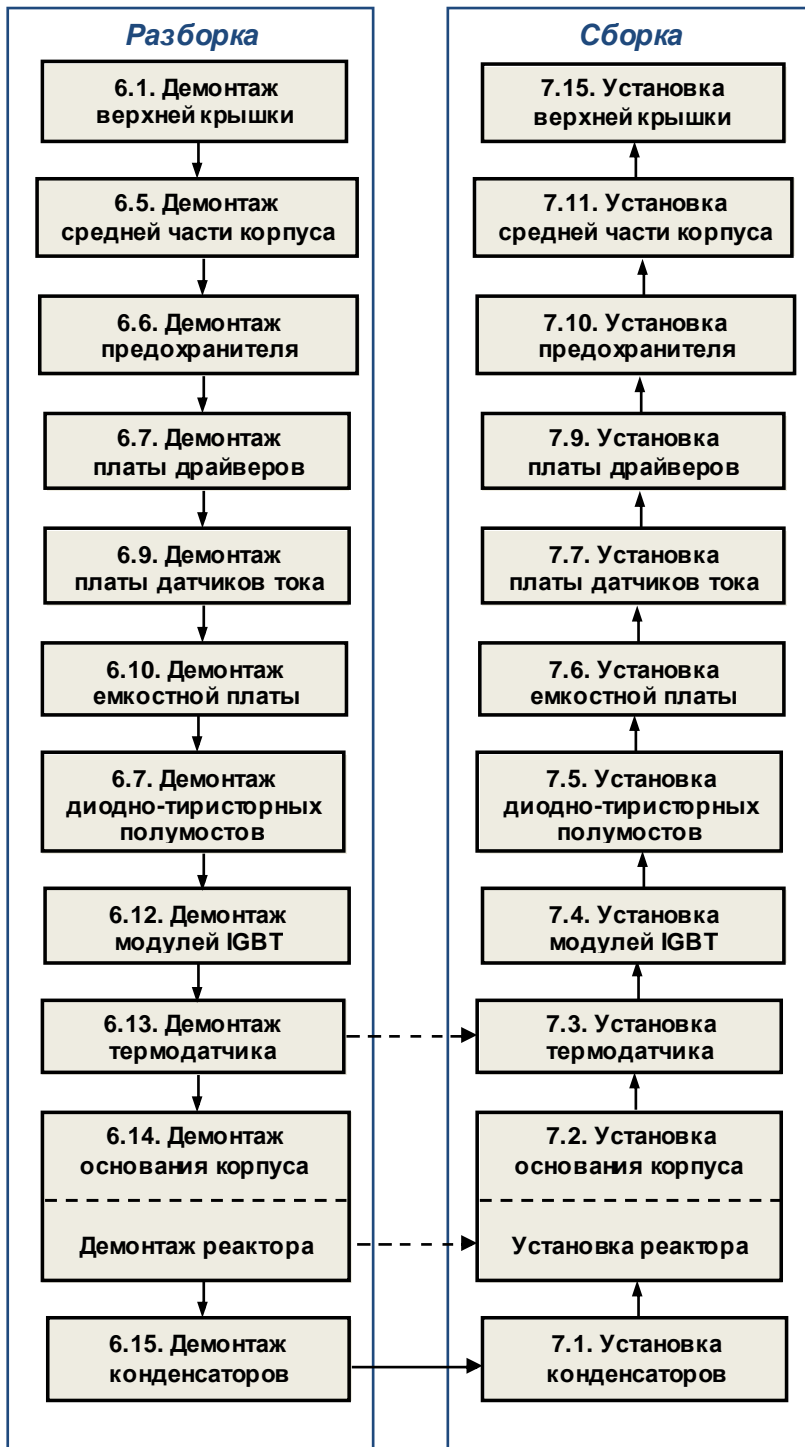 Разборка
6.1. Демонтаж
верхней крышки
6.5. Демонтаж
средней части корпуса
6.6. Демонтаж
предохранителя
6.7. Демонтаж
платы драйверов
6.9. Демонтаж
платы датчиков тока
6.10. Демонтаж
емкостной платы
6.7. Демонтаж
диодно-тиристорных
полумостов
6.12. Демонтаж
модулей IGBT
6.13. Демонтаж
термодатчика
6.14. Демонтаж
основания корпуса
Демонтаж реактора
6.15. Демонтаж
конденсаторов
Сборка
7.15. Установка
верхней крышки
7.11. Установка
средней части корпуса
7.10. Установка
предохранителя
7.9. Установка
платы драйверов
7.7. Установка
платы датчиков тока
7.6. Установка
емкостной платы
7.5. Установка
диодно-тиристорных
полумостов
7.4. Установка
модулей IGBT
7.3. Установка
термодатчика
7.2. Установка
основания корпуса
Установка реактора
7.1. Установка
конденсаторов